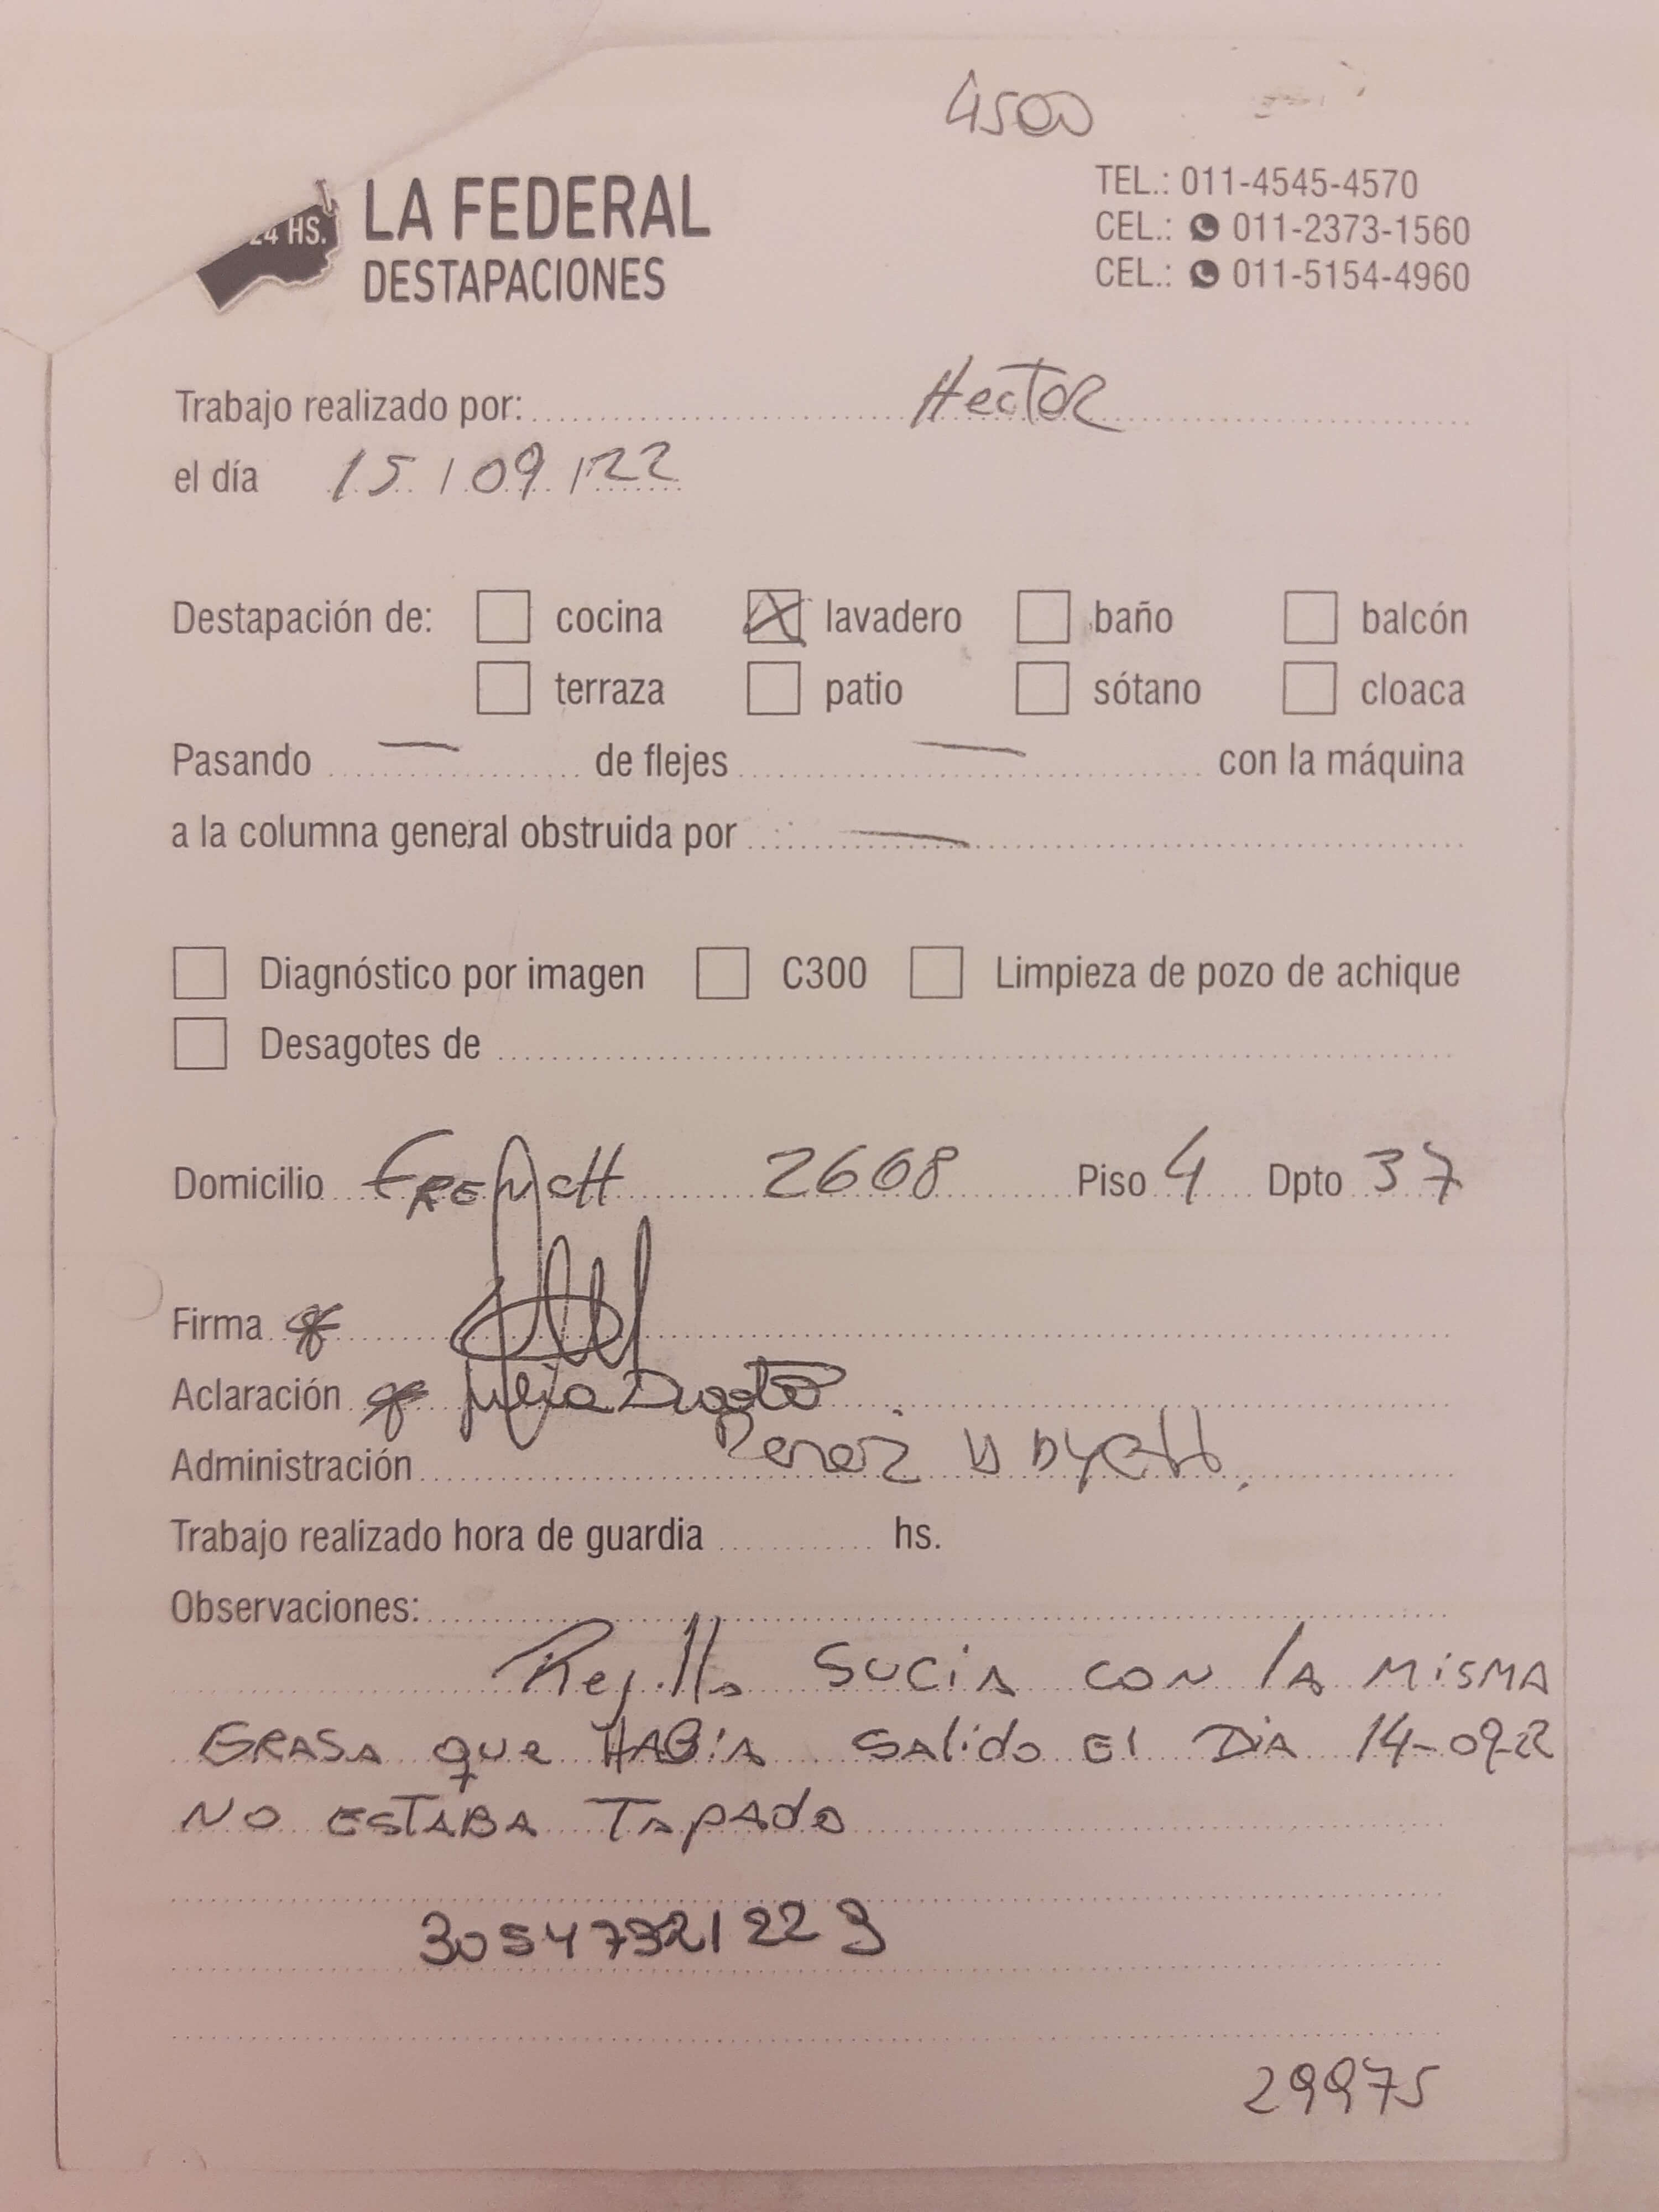 4500
24 HS.
LA FEDERAL
DESTAPACIONES
TEL.: 011-4545-4570
CEL.: 011-2373-1560
CEL.: 011-5154-4960
Trabajo realizado por: Hector
el día 15/09/22
Destapación de: cocina lavadero baño balcón
terraza patio sótano cloaca
Pasando — de flejes — con la máquina
a la columna general obstruida por —
Diagnóstico por imagen C300 Limpieza de pozo de achique
Desagotes de
Domicilio FRENCH 2608 Piso 4 Dpto 37
Firma
Aclaración Julia
Administración Perez
Trabajo realizado hora de guardia hs.
Observaciones:
Rejilla SUCIA CON lA MiSMA
GRASA que HABiA SAlido El DiA 14-09-22
NO ESTABA TAPAdo
30547321229
29975